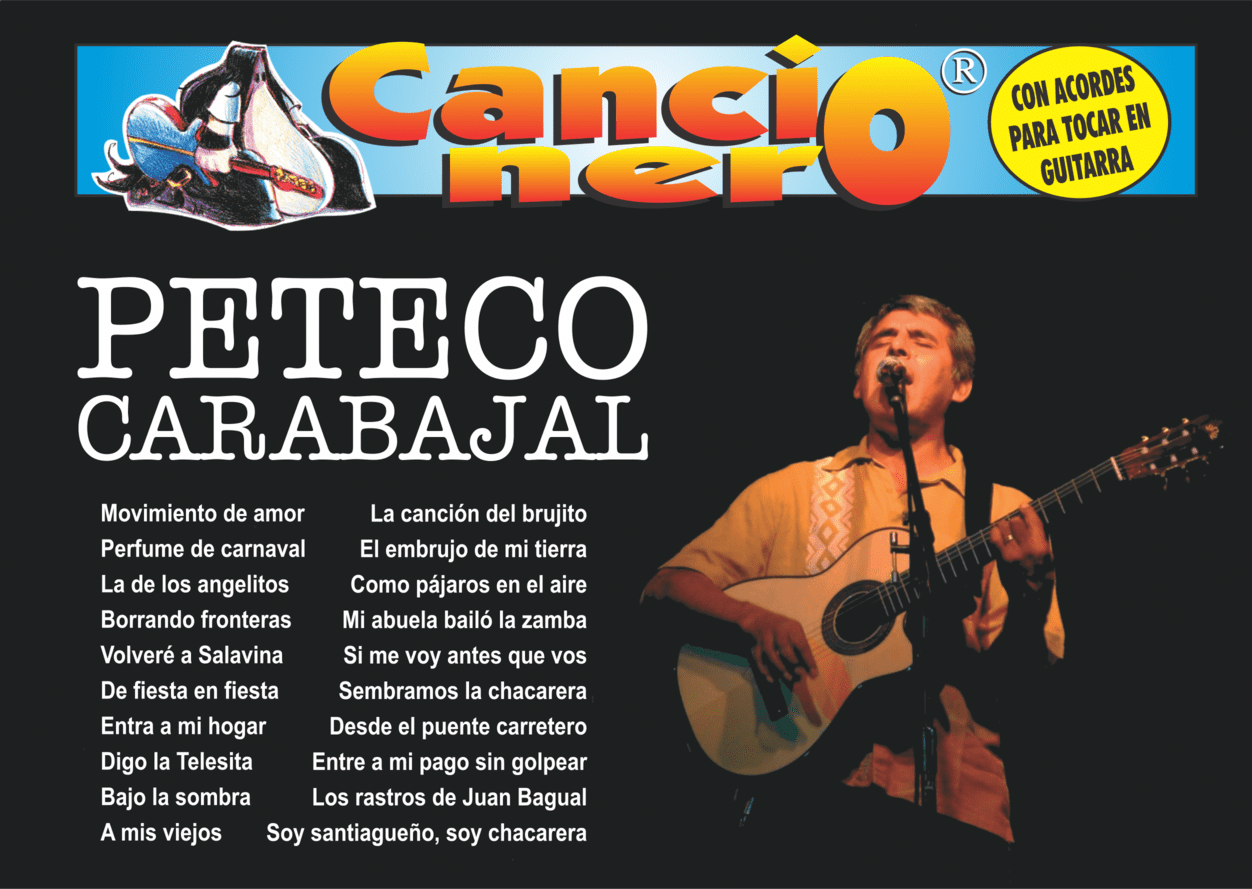 Cancionero®
CON ACORDES
PARA TOCAR EN
GUITARRA
PETECO
CARABAJAL
Movimiento de amor
Perfume de carnaval
La de los angelitos
Borrando fronteras
Volveré a Salavina
De fiesta en fiesta
Entra a mi hogar
Digo la Telesita
Bajo la sombra
A mis viejos
La canción del brujito
El embrujo de mi tierra
Como pájaros en el aire
Mi abuela bailó la zamba
Si me voy antes que vos
Sembramos la chacarera
Desde el puente carretero
Entre a mi pago sin golpear
Los rastros de Juan Bagual
Soy santiagueño, soy chacarera